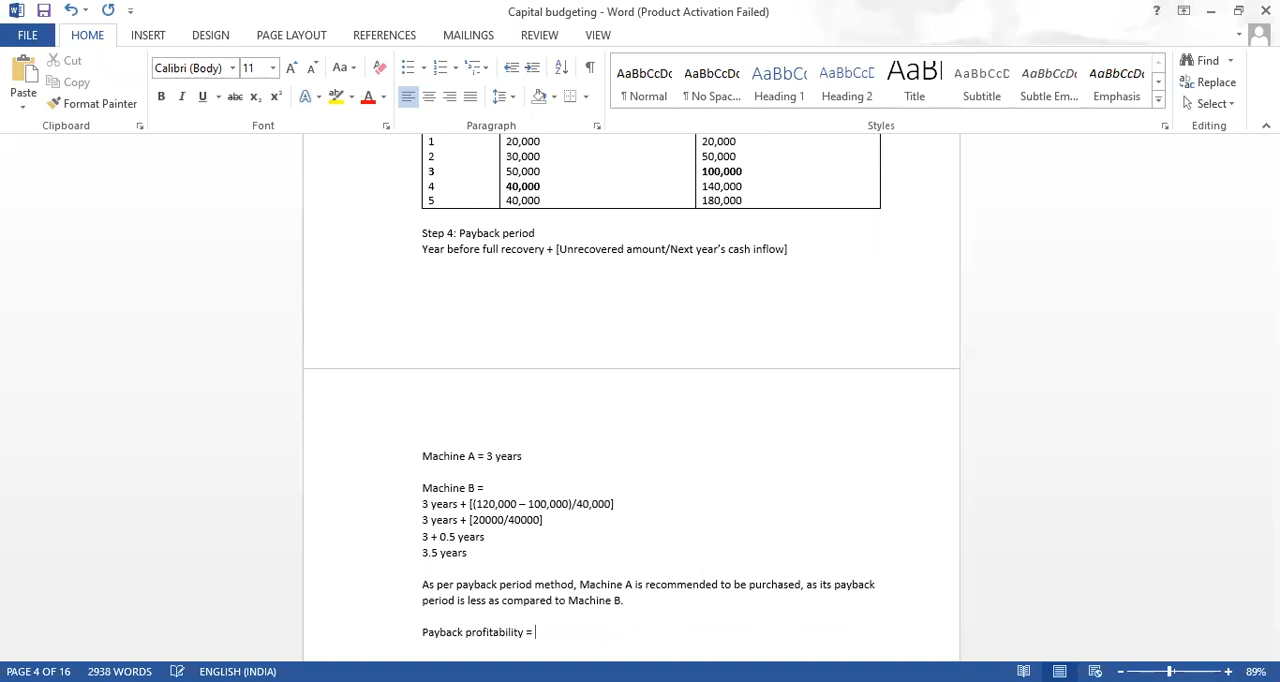 Capital budgeting - Word (Product Activation Failed)
FILE HOME INSERT DESIGN PAGE LAYOUT REFERENCES MAILINGS REVIEW VIEW
Paste
Cut
Copy
Format Painter
Clipboard
Calibri (Body) 11
Font
Paragraph
AaBbCcDc AaBbCcDc AaBbCc AaBbCcD AaBI AaBbCcD AaBbCcDc AaBbCcDc
¶ Normal ¶ No Spac... Heading 1 Heading 2 Title Subtitle Subtle Em... Emphasis
Styles
Find
Replace
Select
Editing
1 20,000 20,000
2 30,000 50,000
3 50,000 100,000
4 40,000 140,000
5 40,000 180,000
Step 4: Payback period
Year before full recovery + [Unrecovered amount/Next year’s cash inflow]
Machine A = 3 years
Machine B =
3 years + [(120,000 – 100,000)/40,000]
3 years + [20000/40000]
3 + 0.5 years
3.5 years
As per payback period method, Machine A is recommended to be purchased, as its payback
period is less as compared to Machine B.
Payback profitability =
PAGE 4 OF 16 2938 WORDS ENGLISH (INDIA) 89%